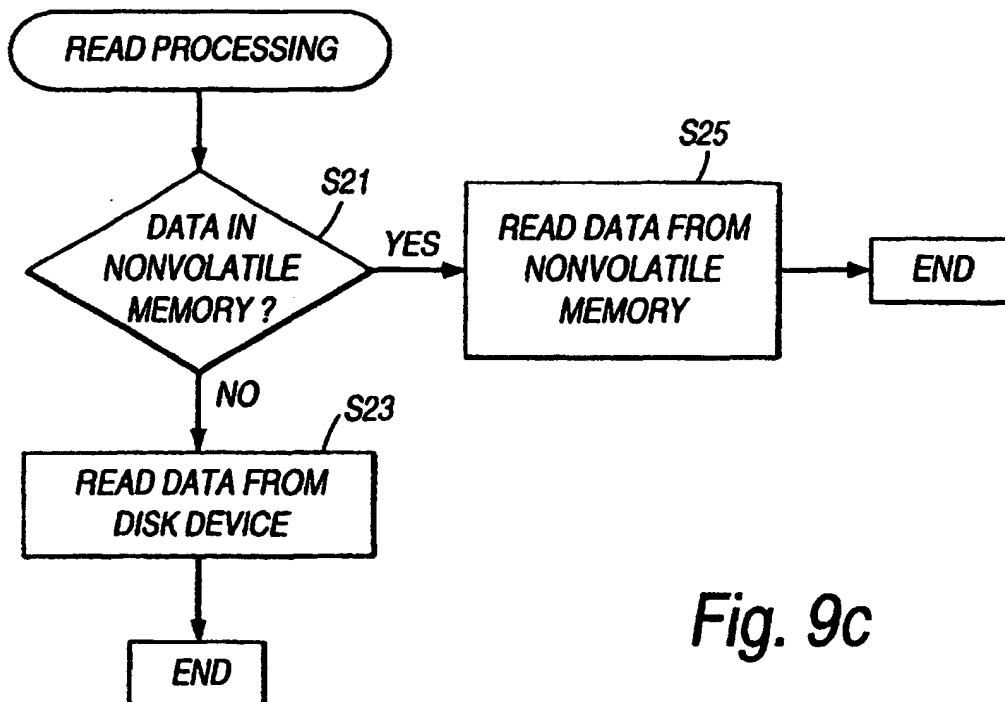 READ PROCESSING
S21
DATA IN
NONVOLATILE
MEMORY ?
YES
S25
READ DATA FROM
NONVOLATILE
MEMORY
END
NO
S23
READ DATA FROM
DISK DEVICE
END
Fig. 9c